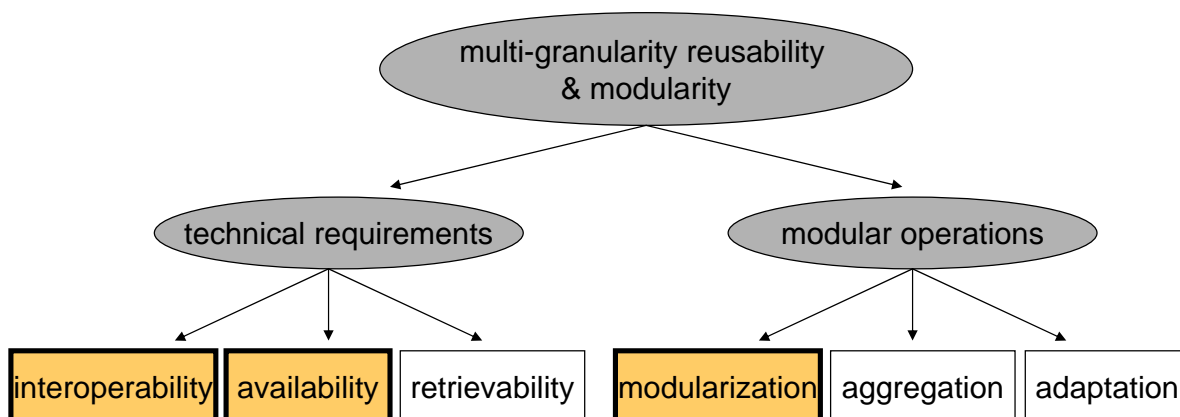 multi-granularity reusability
& modularity
technical requirements
modular operations
interoperability
availability
retrievability
modularization
aggregation
adaptation